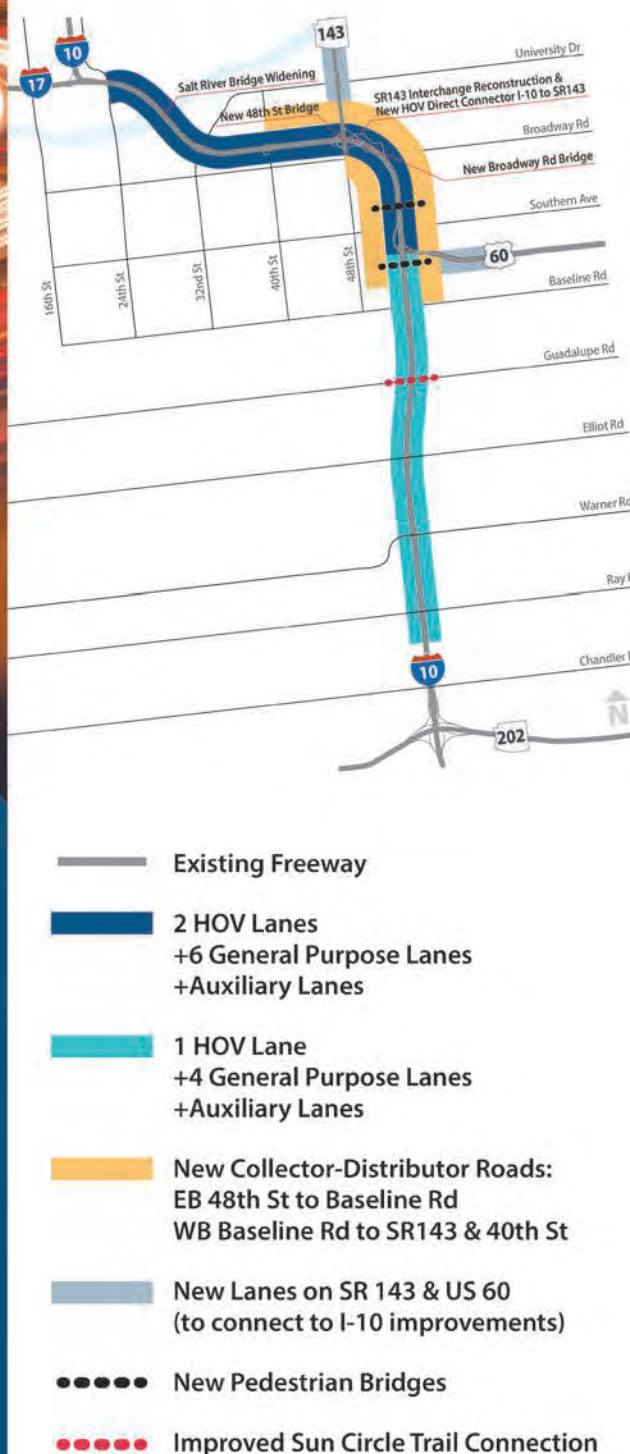 10
17
143
University Dr
Salt River Bridge Widening
SR143 Interchange Reconstruction &
New HOV Direct Connector I-10 to SR143
New 48th St Bridge
Broadway Rd
New Broadway Rd Bridge
Southern Ave
60
16th St
24th St
32nd St
40th St
48th St
Baseline Rd
Guadalupe Rd
Elliot Rd
Warner Rd
Ray
Chandler
10
N
202
Existing Freeway
2 HOV Lanes
+6 General Purpose Lanes
+Auxiliary Lanes
1 HOV Lane
+4 General Purpose Lanes
+Auxiliary Lanes
New Collector-Distributor Roads:
EB 48th St to Baseline Rd
WB Baseline Rd to SR143 & 40th St
New Lanes on SR 143 & US 60
(to connect to I-10 improvements)
New Pedestrian Bridges
Improved Sun Circle Trail Connection